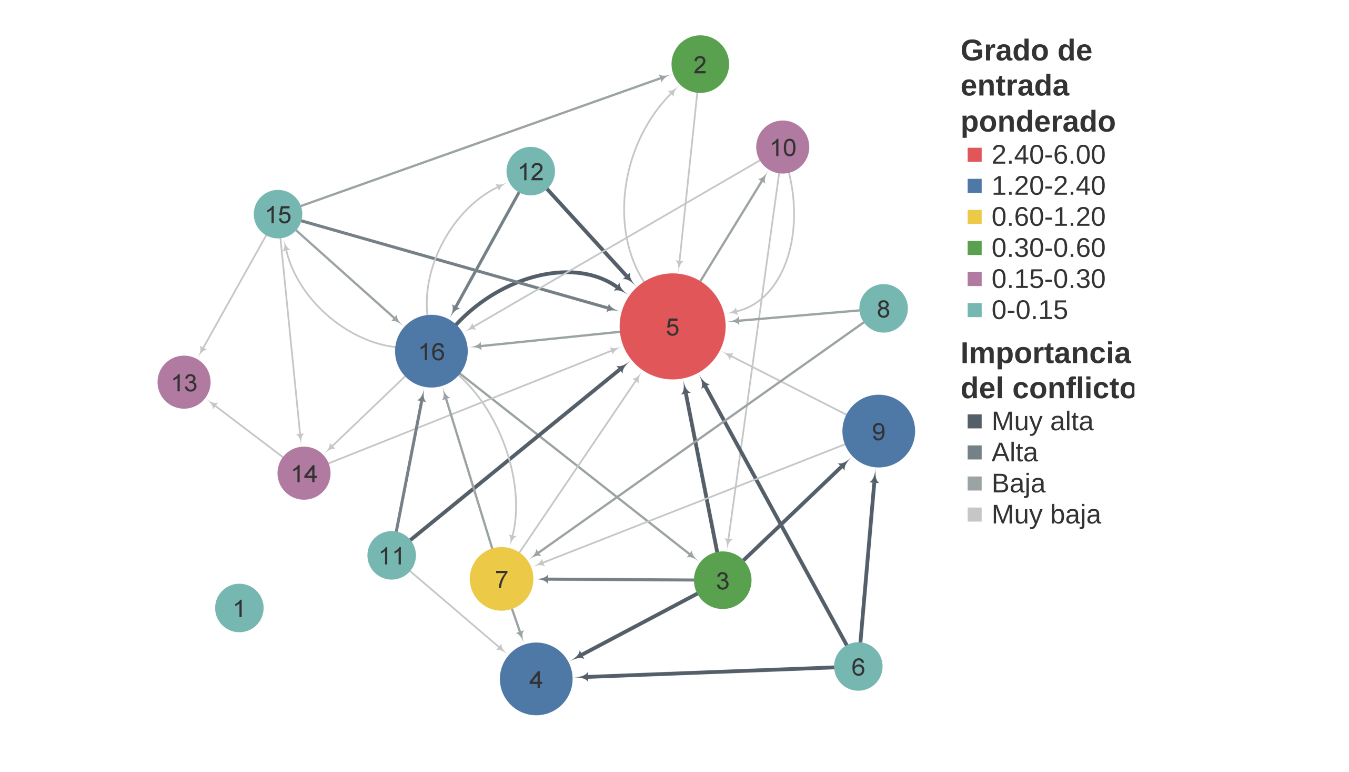 2
10
12
15
8
5
16
13
9
14
11
7
3
1
6
4
Grado de
entrada
ponderado
2.40-6.00
1.20-2.40
0.60-1.20
0.30-0.60
0.15-0.30
0-0.15
Importancia
del conflicto
Muy alta
Alta
Baja
Muy baja